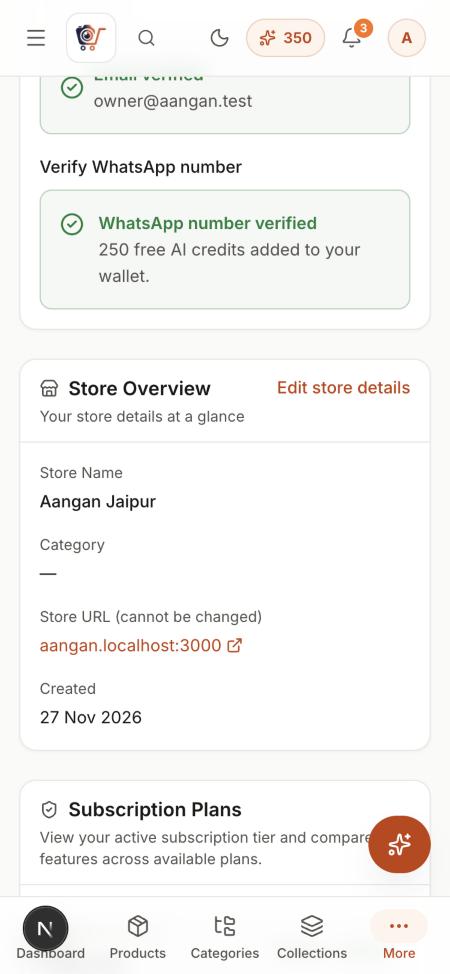 350
3
A
Email verified
owner@aangan.test
Verify WhatsApp number
WhatsApp number verified
250 free AI credits added to your
wallet.
Store Overview
Edit store details
Your store details at a glance
Store Name
Aangan Jaipur
Category
—
Store URL (cannot be changed)
aangan.localhost:3000
Created
27 Nov 2026
Subscription Plans
View your active subscription tier and compare
features across available plans.
N
Dashboard
Products
Categories
Collections
More